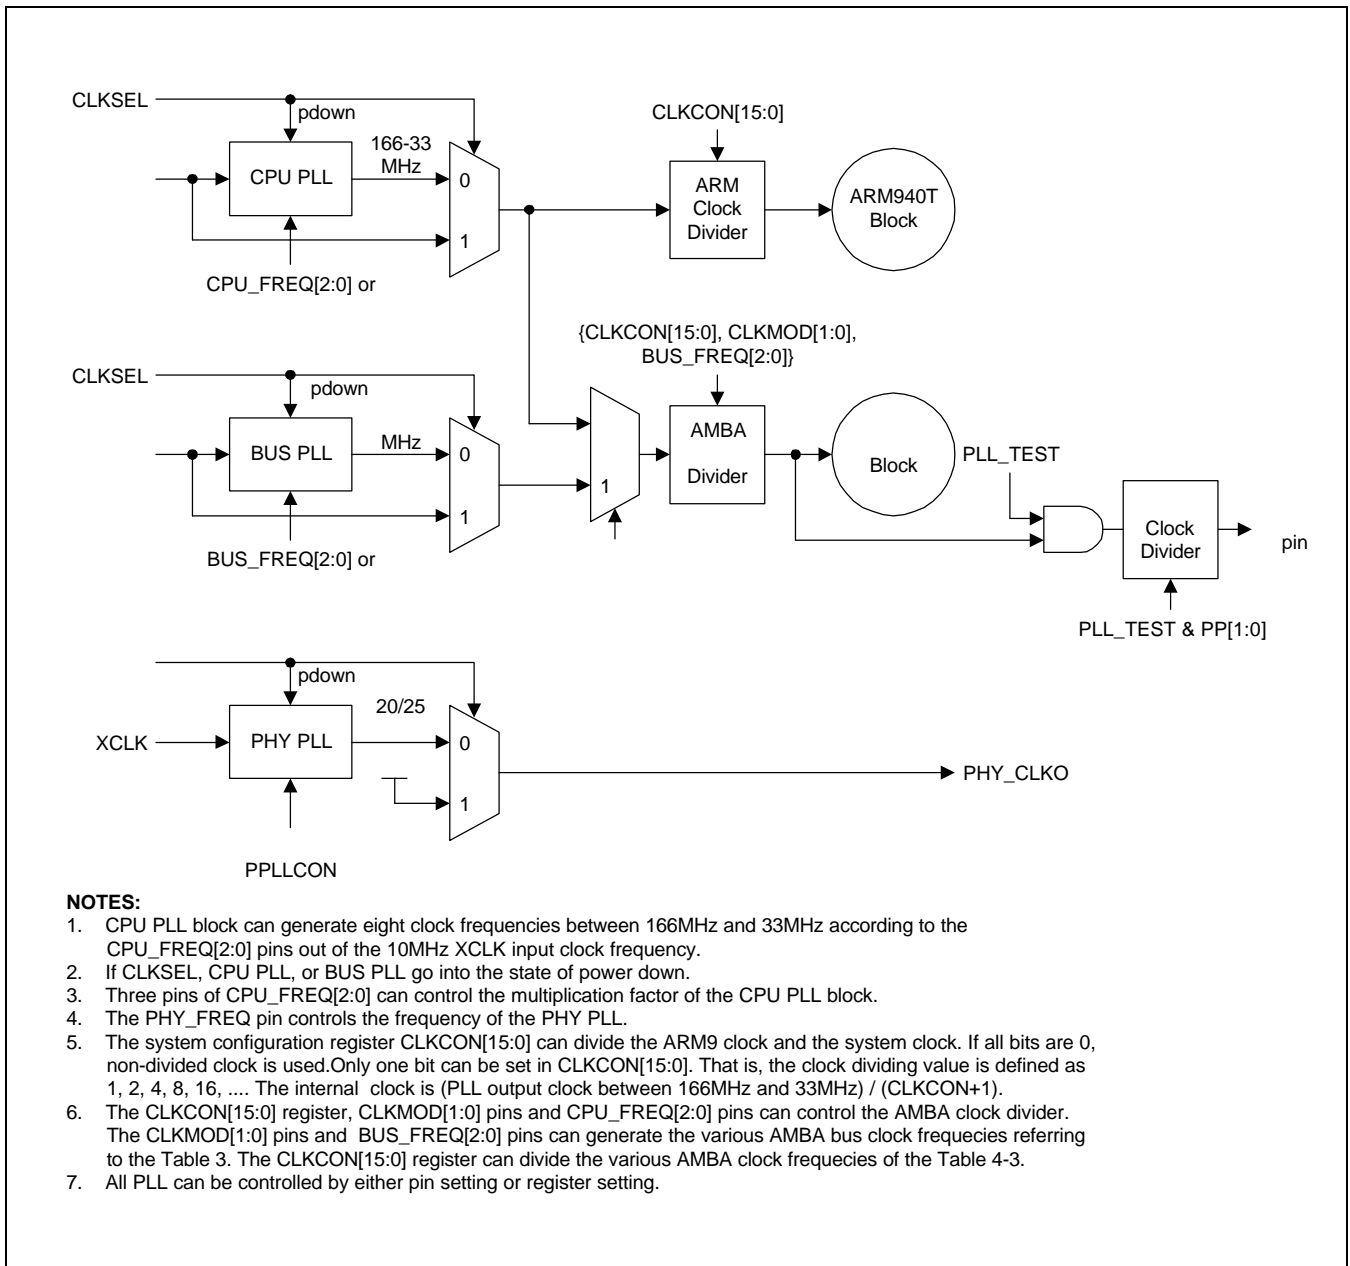 CLKSEL
pdown
166-33
MHz
CPU PLL
0
1
CPU_FREQ[2:0] or
CLKCON[15:0]
ARM
Clock
Divider
ARM940T
Block
{CLKCON[15:0], CLKMOD[1:0],
BUS_FREQ[2:0]}
CLKSEL
pdown
BUS PLL
MHz
0
1
BUS_FREQ[2:0] or
1
AMBA
Divider
Block
PLL_TEST
Clock
Divider
pin
PLL_TEST & PP[1:0]
pdown
20/25
XCLK
PHY PLL
0
1
PHY_CLKO
PPLLCON
NOTES:
1. CPU PLL block can generate eight clock frequencies between 166MHz and 33MHz according to the
CPU_FREQ[2:0] pins out of the 10MHz XCLK input clock frequency.
2. If CLKSEL, CPU PLL, or BUS PLL go into the state of power down.
3. Three pins of CPU_FREQ[2:0] can control the multiplication factor of the CPU PLL block.
4. The PHY_FREQ pin controls the frequency of the PHY PLL.
5. The system configuration register CLKCON[15:0] can divide the ARM9 clock and the system clock. If all bits are 0,
non-divided clock is used.Only one bit can be set in CLKCON[15:0]. That is, the clock dividing value is defined as
1, 2, 4, 8, 16, .... The internal clock is (PLL output clock between 166MHz and 33MHz) / (CLKCON+1).
6. The CLKCON[15:0] register, CLKMOD[1:0] pins and CPU_FREQ[2:0] pins can control the AMBA clock divider.
The CLKMOD[1:0] pins and BUS_FREQ[2:0] pins can generate the various AMBA bus clock frequecies referring
to the Table 3. The CLKCON[15:0] register can divide the various AMBA clock frequecies of the Table 4-3.
7. All PLL can be controlled by either pin setting or register setting.